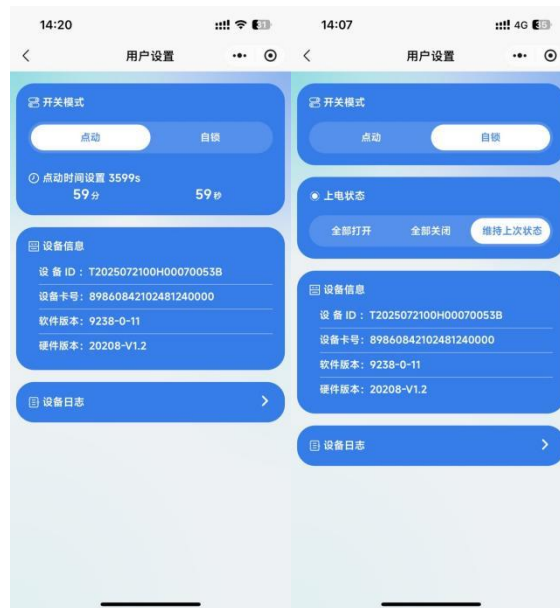 14:20
31
用户设置
开关模式
点动
自锁
点动时间设置 3599s
59分
59秒
设备信息
设 备 ID： T2025072100H00070053B
设备卡号： 89860842102481240000
软件版本： 9238-0-11
硬件版本： 20208-V1.2
设备日志
14:07
4G
35
用户设置
开关模式
点动
自锁
上电状态
全部打开
全部关闭
维持上次状态
设备信息
设 备 ID： T2025072100H00070053B
设备卡号： 89860842102481240000
软件版本： 9238-0-11
硬件版本： 20208-V1.2
设备日志